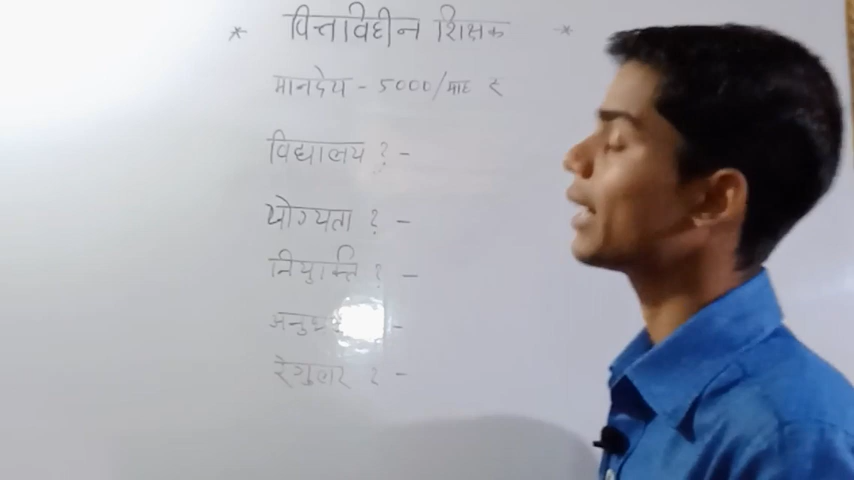 * वित्तविहीन शिक्षक *
मानदेय - 5000/माह ₹
विद्यालय ? -
योग्यता ? -
नियुक्ति ? -
-
रेगुलर ? -